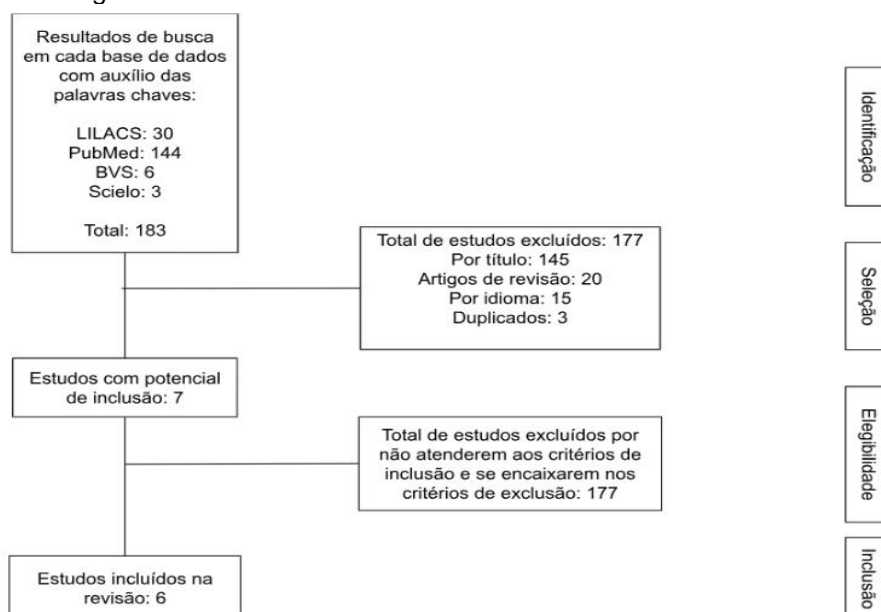 Resultados de busca
em cada base de dados
com auxílio das
palavras chaves:
LILACS: 30
PubMed: 144
BVS: 6
Scielo: 3
Total: 183
Identificação
Total de estudos excluídos: 177
Por título: 145
Artigos de revisão: 20
Por idioma: 15
Duplicados: 3
Seleção
Estudos com potencial
de inclusão: 7
Total de estudos excluídos por
não atenderem aos critérios de
inclusão e se encaixarem nos
critérios de exclusão: 177
Elegibilidade
Estudos incluídos na
revisão: 6
Inclusão